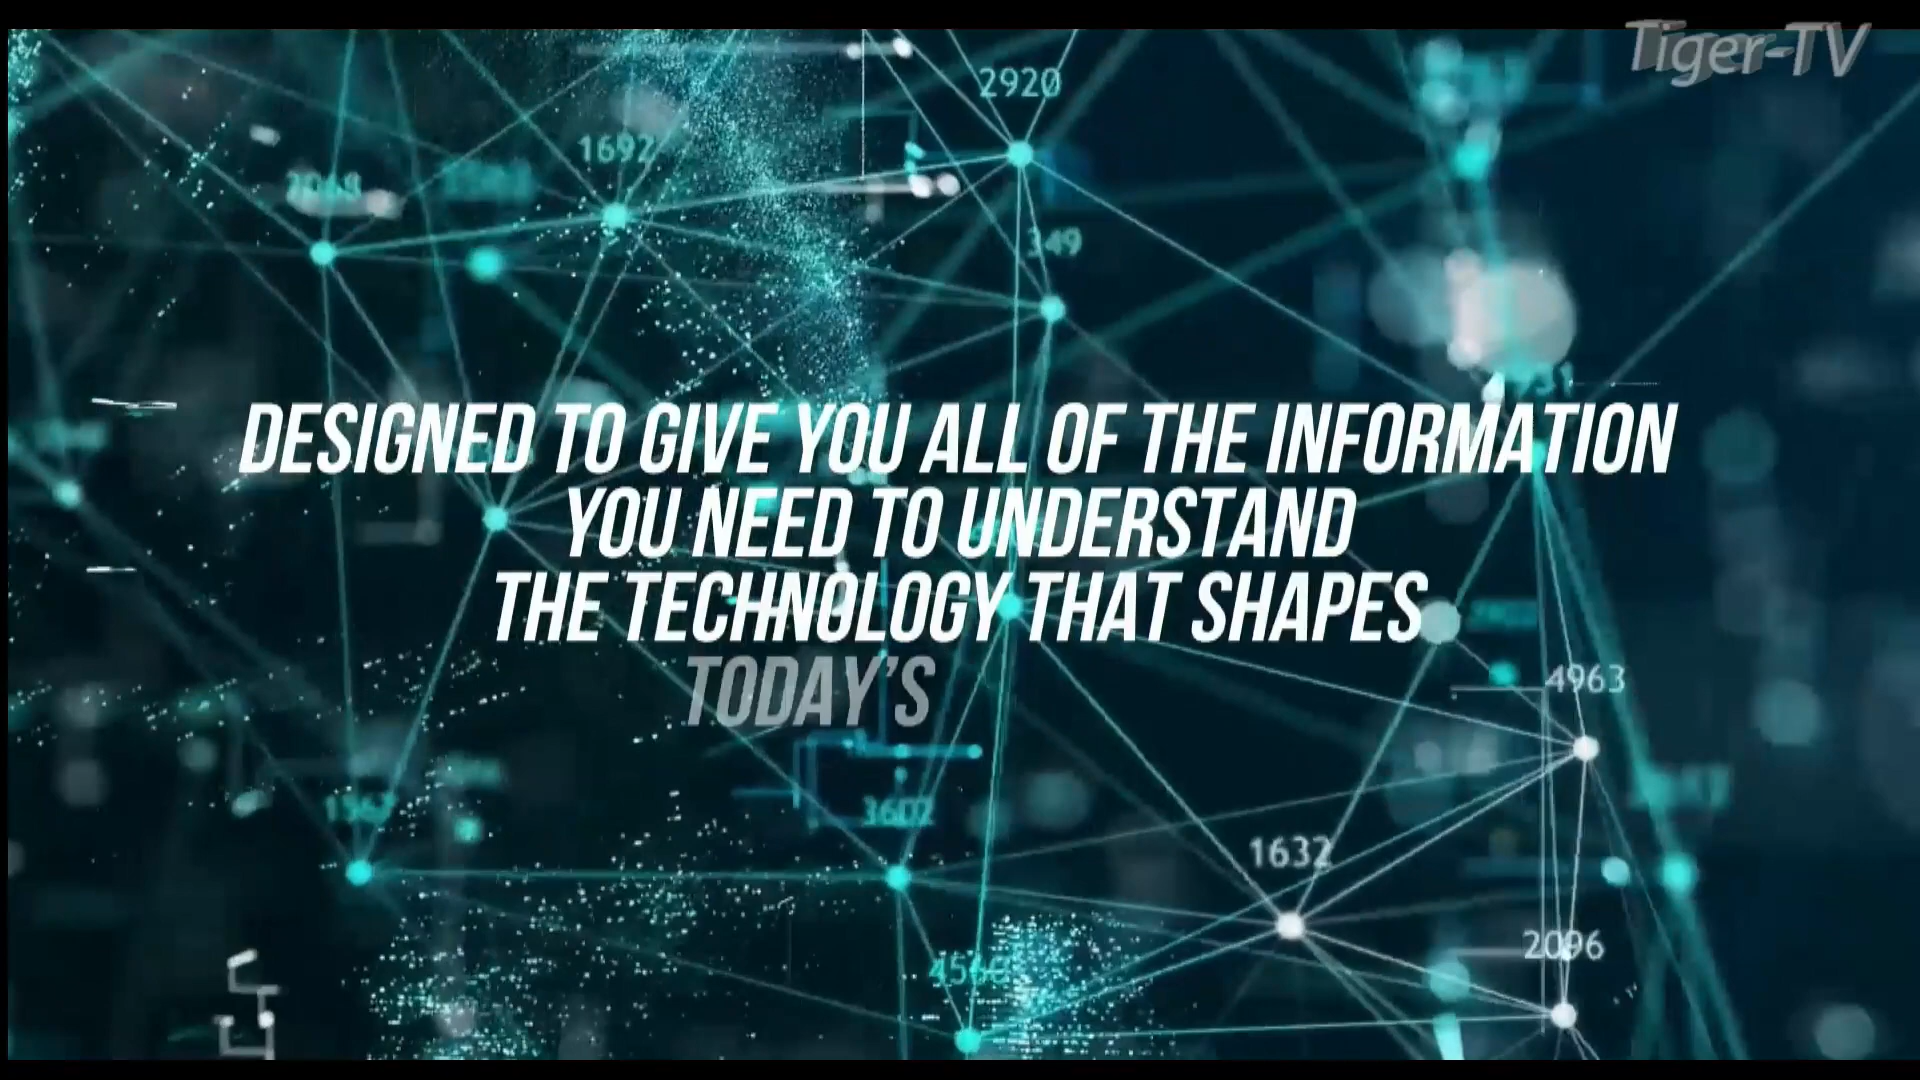 Tiger-TV
2920
1692
349
DESIGNED TO GIVE YOU ALL OF THE INFORMATION
YOU NEED TO UNDERSTAND
THE TECHNOLOGY THAT SHAPES
TODAY'S
4963
3602
1632
2096